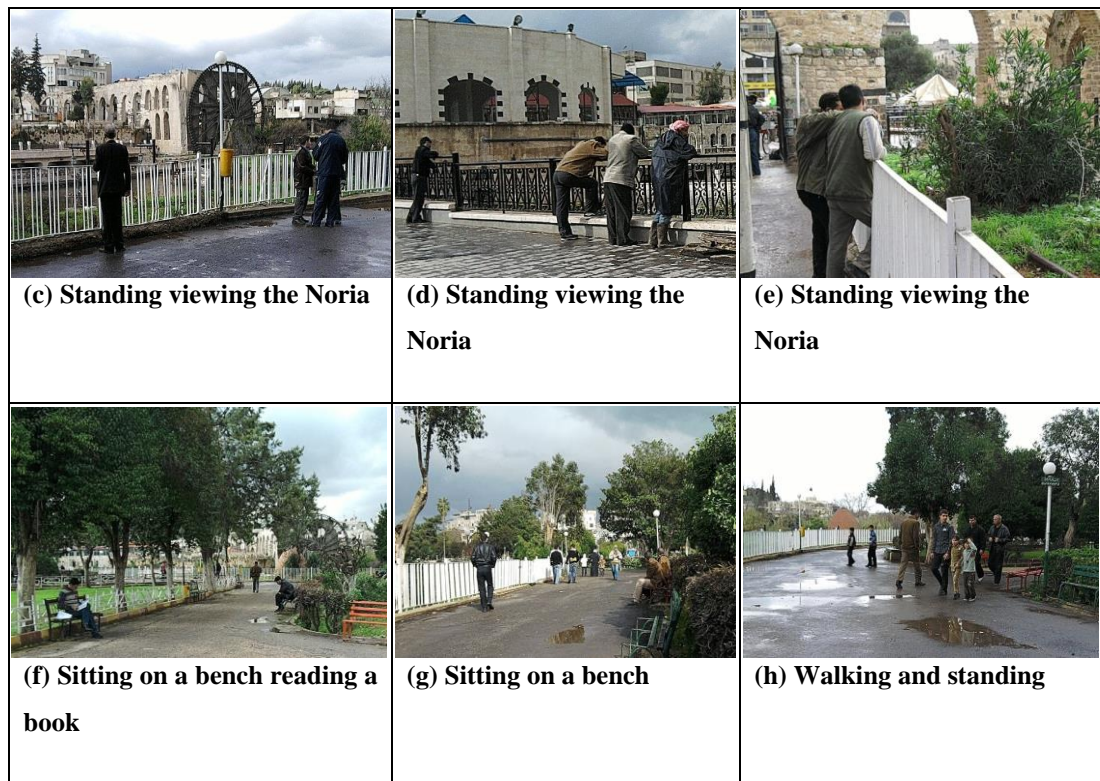 (c) Standing viewing the Noria
(d) Standing viewing the
Noria
(e) Standing viewing the
Noria
(f) Sitting on a bench reading a
book
(g) Sitting on a bench
(h) Walking and standing